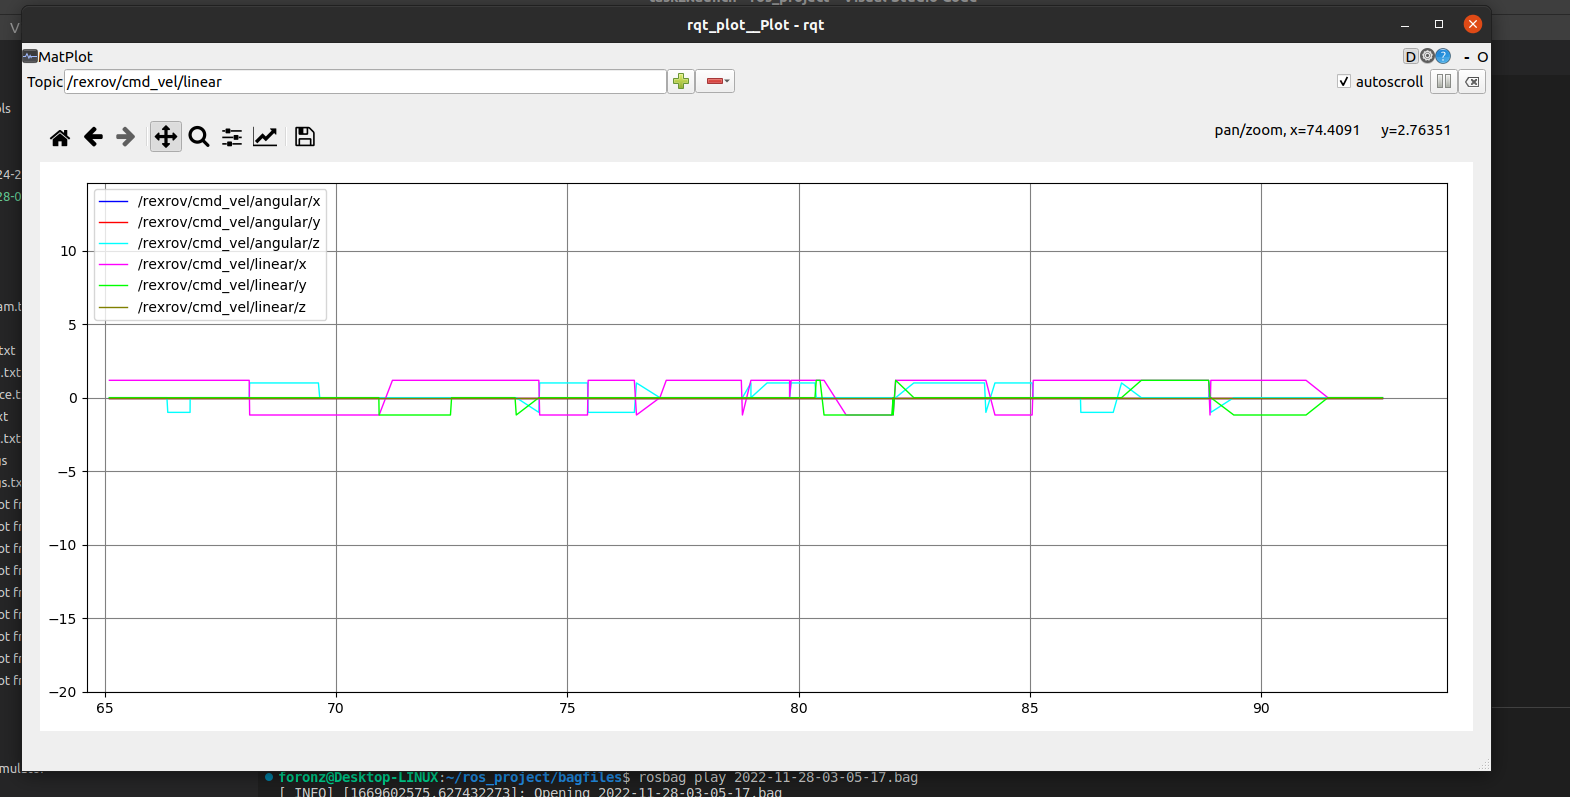 rqt_plot__Plot - rqt
MatPlot
D
?
- O
Topic /rexrov/cmd_vel/linear
autoscroll
pan/zoom, x=74.4091 y=2.76351
/rexrov/cmd_vel/angular/x
/rexrov/cmd_vel/angular/y
/rexrov/cmd_vel/angular/z
/rexrov/cmd_vel/linear/x
/rexrov/cmd_vel/linear/y
/rexrov/cmd_vel/linear/z
10
5
0
−5
−10
−15
−20
65 70 75 80 85 90
foronz@Desktop-LINUX:~/ros_project/bagfiles$ rosbag play 2022-11-28-03-05-17.bag
[ INFO] [1669602575.627432273]: Opening 2022-11-28-03-05-17.bag